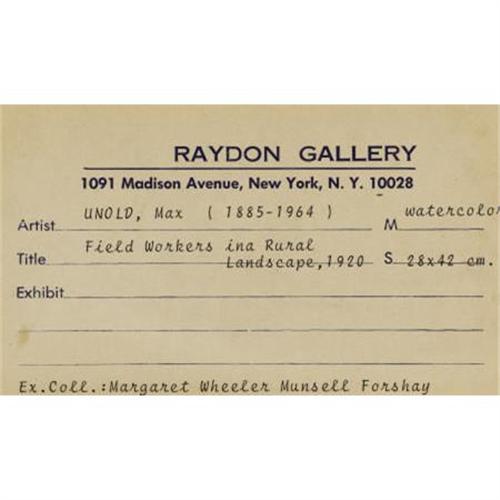 RAYDON GALLERY
1091 Madison Avenue, New York, N. Y. 10028
Artist UNOLD, Max ( 1885-1964 ) M watercolor
Title Field Workers ina Rural
Landscape,1920 S 28x42 cm.
Exhibit
Ex.Coll.:Margaret Wheeler Munsell Forshay